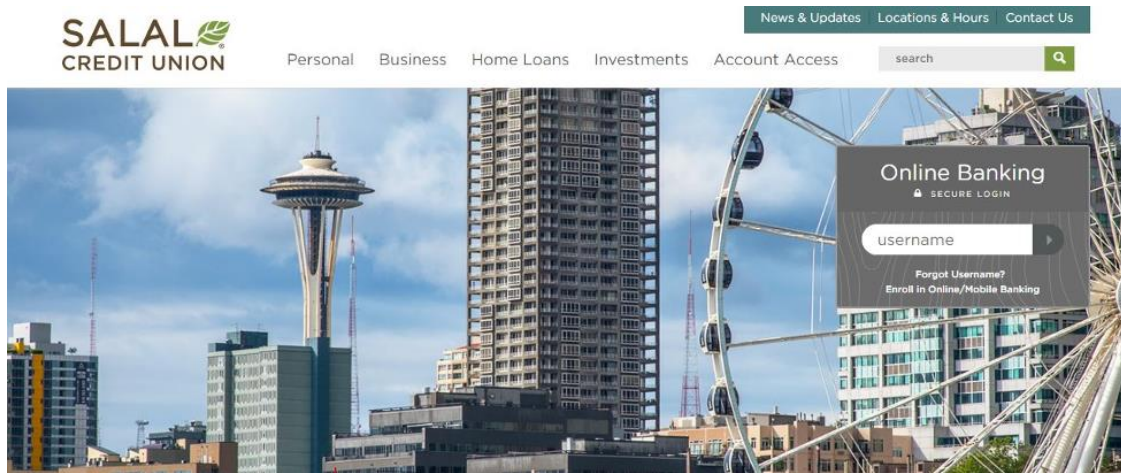 News & Updates Locations & Hours Contact Us
SALAL
CREDIT UNION
Personal Business Home Loans Investments Account Access
search
Online Banking
SECURE LOGIN
username
Forgot Username?
Enroll in Online/Mobile Banking